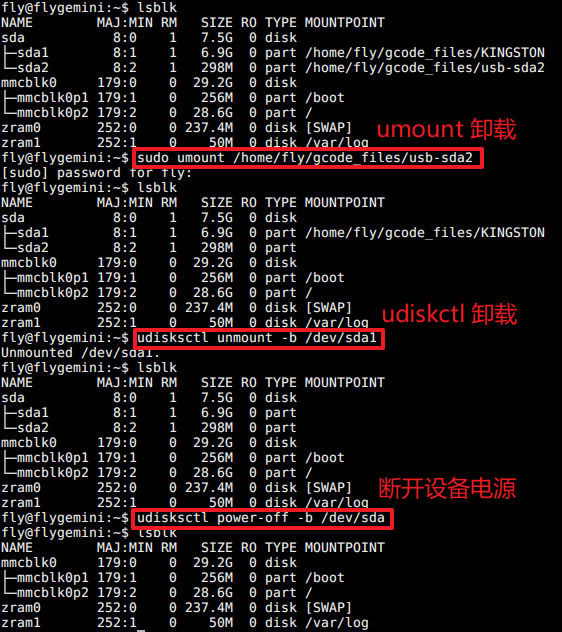 fly@flygemini:~$ lsblk
NAME        MAJ:MIN RM   SIZE RO TYPE MOUNTPOINT
sda           8:0    1   7.5G  0 disk
├─sda1        8:1    1   6.9G  0 part /home/fly/gcode_files/KINGSTON
└─sda2        8:2    1   298M  0 part /home/fly/gcode_files/usb-sda2
mmcblk0     179:0    0  29.2G  0 disk
├─mmcblk0p1 179:1    0   256M  0 part /boot
└─mmcblk0p2 179:2    0  28.6G  0 part /
zram0       252:0    0 237.4M  0 disk [SWAP]
umount 卸载
zram1       252:1    0    50M  0 disk /var/log
fly@flygemini:~$ sudo umount /home/fly/gcode_files/usb-sda2
[sudo] password for fly:
fly@flygemini:~$ lsblk
NAME        MAJ:MIN RM   SIZE RO TYPE MOUNTPOINT
sda           8:0    1   7.5G  0 disk
├─sda1        8:1    1   6.9G  0 part /home/fly/gcode_files/KINGSTON
└─sda2        8:2    1   298M  0 part
mmcblk0     179:0    0  29.2G  0 disk
├─mmcblk0p1 179:1    0   256M  0 part /boot
└─mmcblk0p2 179:2    0  28.6G  0 part /
zram0       252:0    0 237.4M  0 disk [SWAP]
udiskctl 卸载
zram1       252:1    0    50M  0 disk /var/log
fly@flygemini:~$ udisksctl unmount -b /dev/sda1
Unmounted /dev/sda1.
fly@flygemini:~$ lsblk
NAME        MAJ:MIN RM   SIZE RO TYPE MOUNTPOINT
sda           8:0    1   7.5G  0 disk
├─sda1        8:1    1   6.9G  0 part
└─sda2        8:2    1   298M  0 part
mmcblk0     179:0    0  29.2G  0 disk
├─mmcblk0p1 179:1    0   256M  0 part /boot
└─mmcblk0p2 179:2    0  28.6G  0 part /
zram0       252:0    0 237.4M  0 disk [SWAP]
断开设备电源
zram1       252:1    0    50M  0 disk /var/log
fly@flygemini:~$ udisksctl power-off -b /dev/sda
fly@flygemini:~$ lsblk
NAME        MAJ:MIN RM   SIZE RO TYPE MOUNTPOINT
mmcblk0     179:0    0  29.2G  0 disk
├─mmcblk0p1 179:1    0   256M  0 part /boot
└─mmcblk0p2 179:2    0  28.6G  0 part /
zram0       252:0    0 237.4M  0 disk [SWAP]
zram1       252:1    0    50M  0 disk /var/log